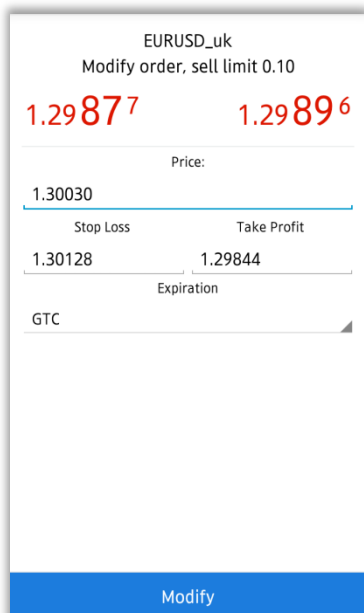 EURUSD_uk
Modify order, sell limit 0.10
1.29877 1.29896
Price:
1.30030
Stop Loss Take Profit
1.30128 1.29844
Expiration
GTC
Modify